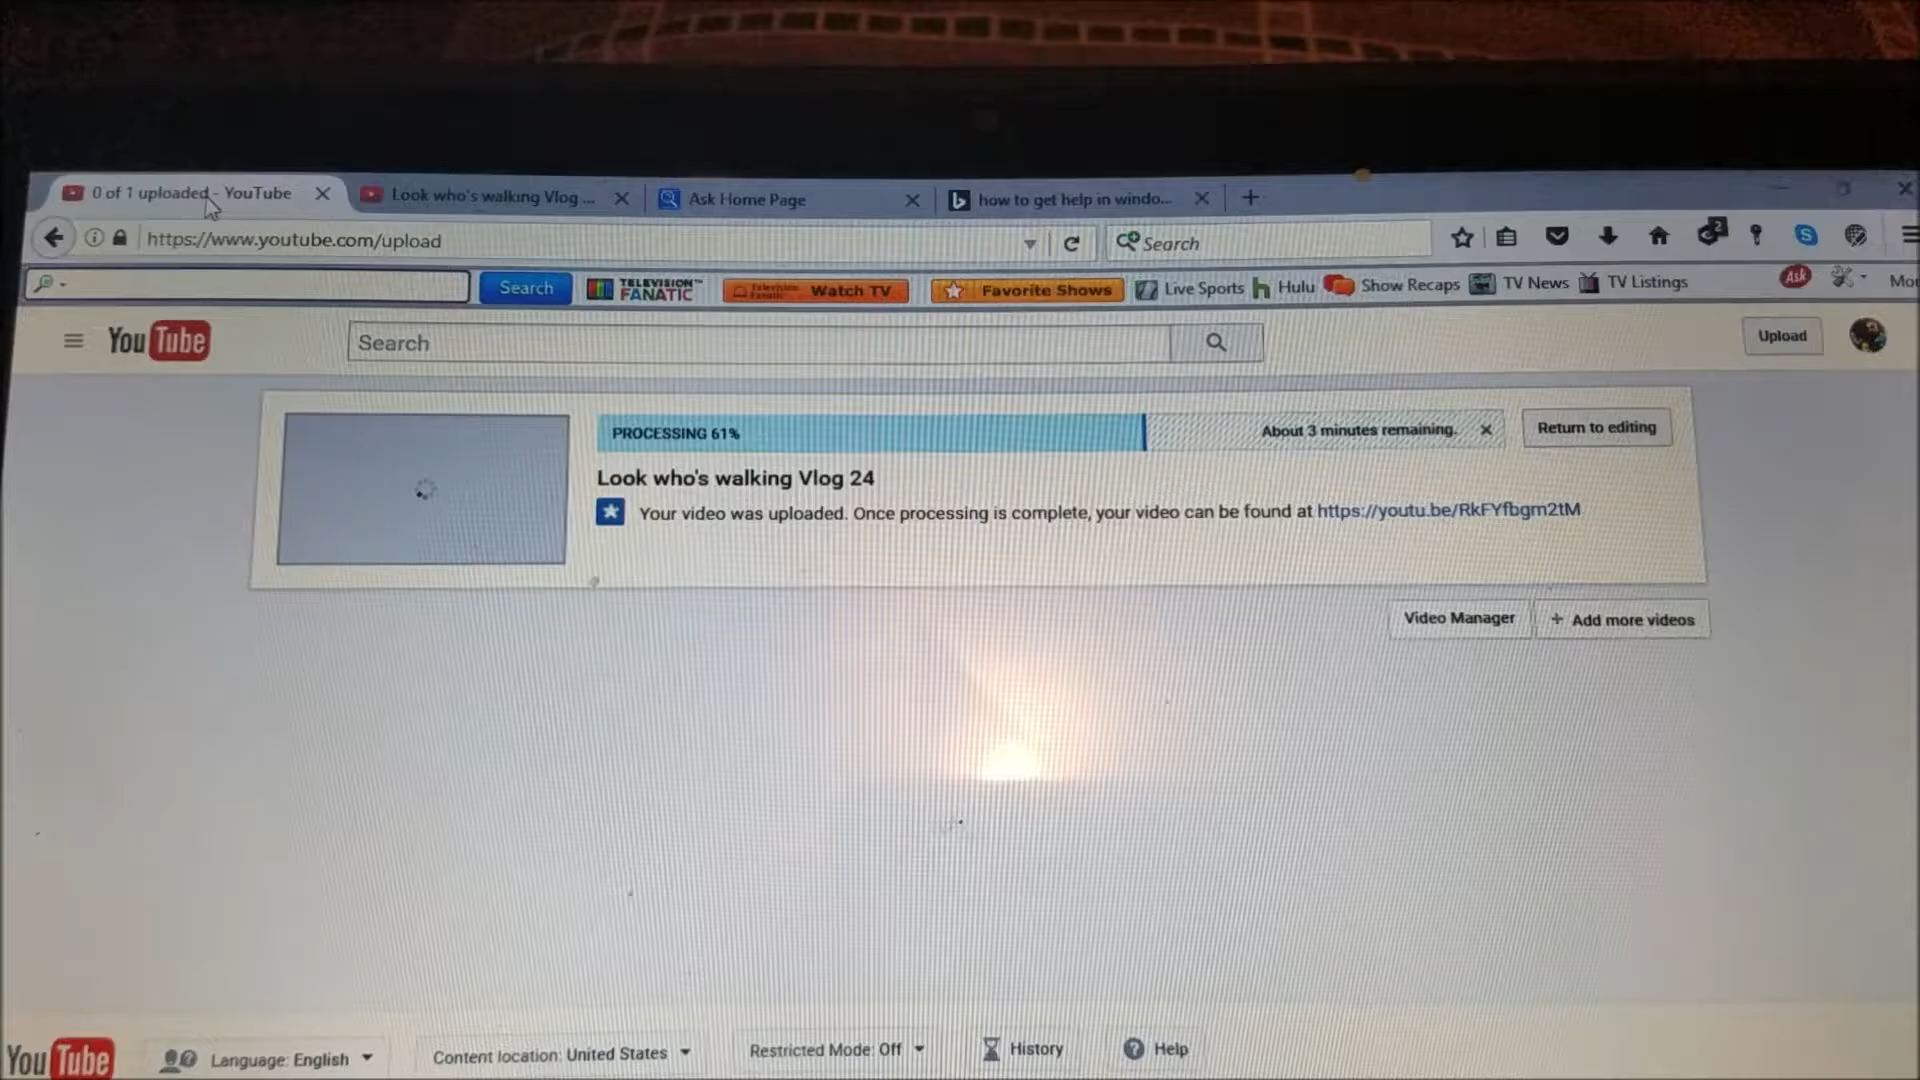 0 of 1 uploaded - YouTube
Look who's walking Vlog ...
Ask Home Page
how to get help in windo...
https://www.youtube.com/upload
Search
2
Search
TELEVISION FANATIC
Television Fanatic Watch TV
Favorite Shows
Live Sports
h Hulu
Show Recaps
TV News
TV Listings
Ask
YouTube
Search
Upload
PROCESSING 61%
About 3 minutes remaining.
Return to editing
Look who's walking Vlog 24
Your video was uploaded. Once processing is complete, your video can be found at https://youtu.be/RkFYfbgm2tM
Video Manager
+ Add more videos
YouTube
Language: English
Content location: United States
Restricted Mode: Off
History
Help